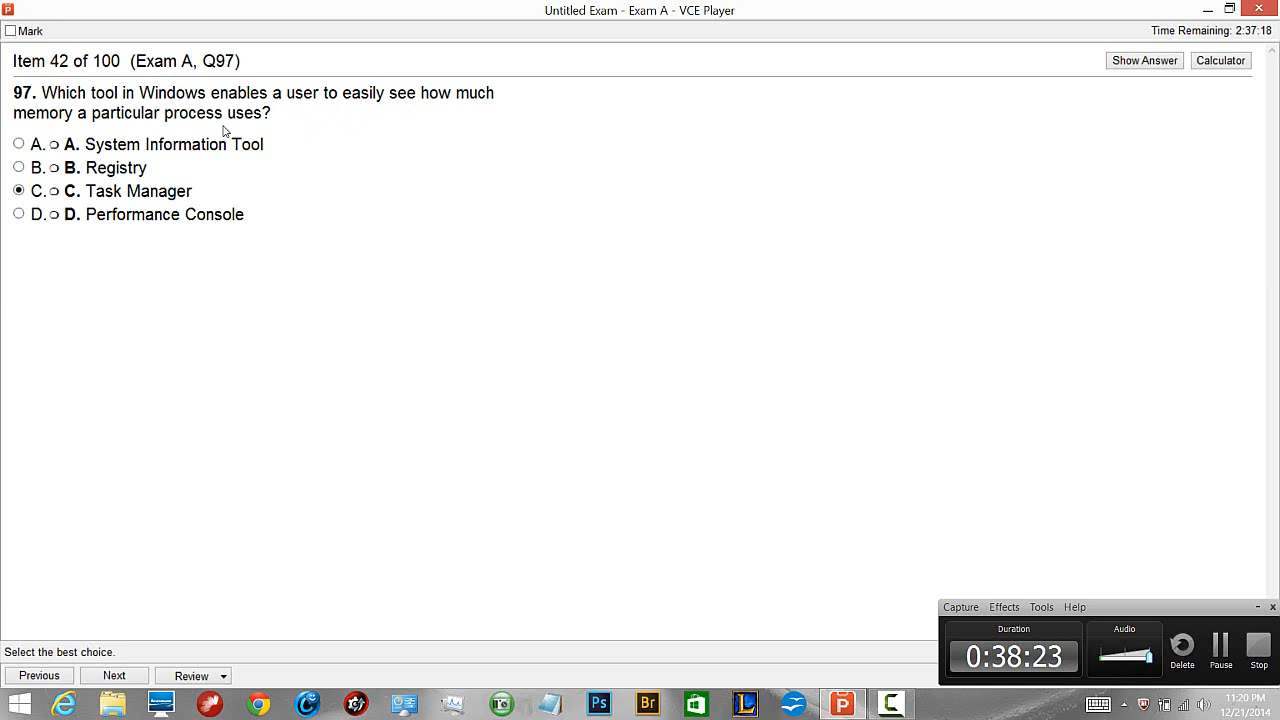 Untitled Exam - Exam A - VCE Player
Mark
Time Remaining: 2:37:18
Item 42 of 100 (Exam A, Q97)
Show Answer
Calculator
97. Which tool in Windows enables a user to easily see how much
memory a particular process uses?
A. A. System Information Tool
B. B. Registry
C. C. Task Manager
D. D. Performance Console
Capture Effects Tools Help
Duration
Audio
0:38:23
Delete
Pause
Stop
Select the best choice.
Previous
Next
Review
Ps
Br
L
P
C
11:20 PM
12/21/2014